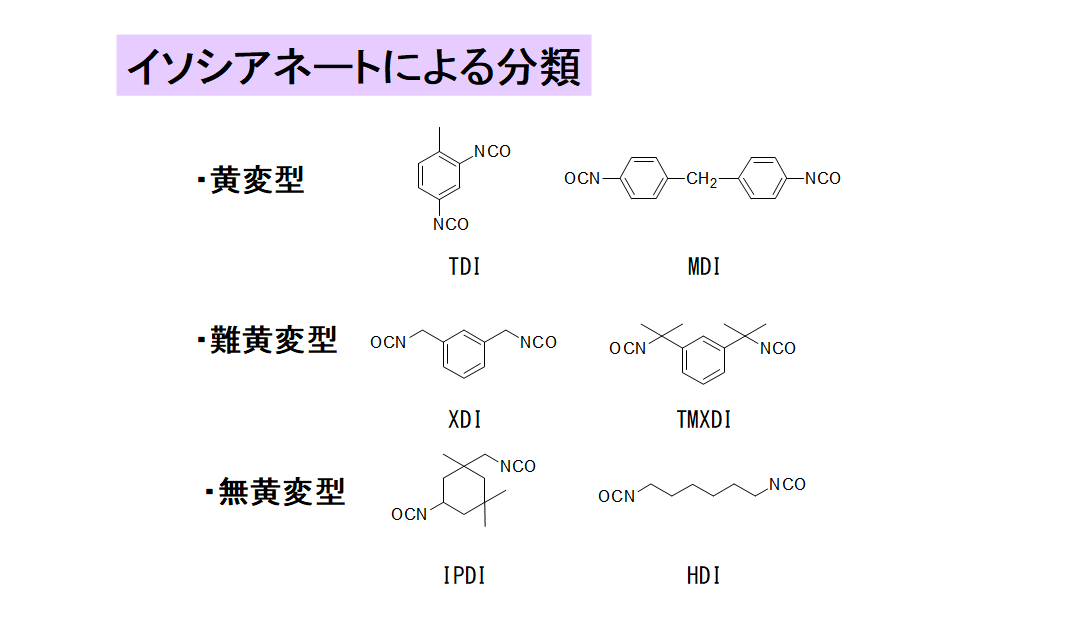 イソシアネートによる分類
・黄変型
NCO
NCO
TDI
OCN CH2 NCO
MDI
・難黄変型
OCN NCO
XDI
OCN NCO
TMXDI
・無黄変型
NCO
OCN
IPDI
OCN NCO
HDI